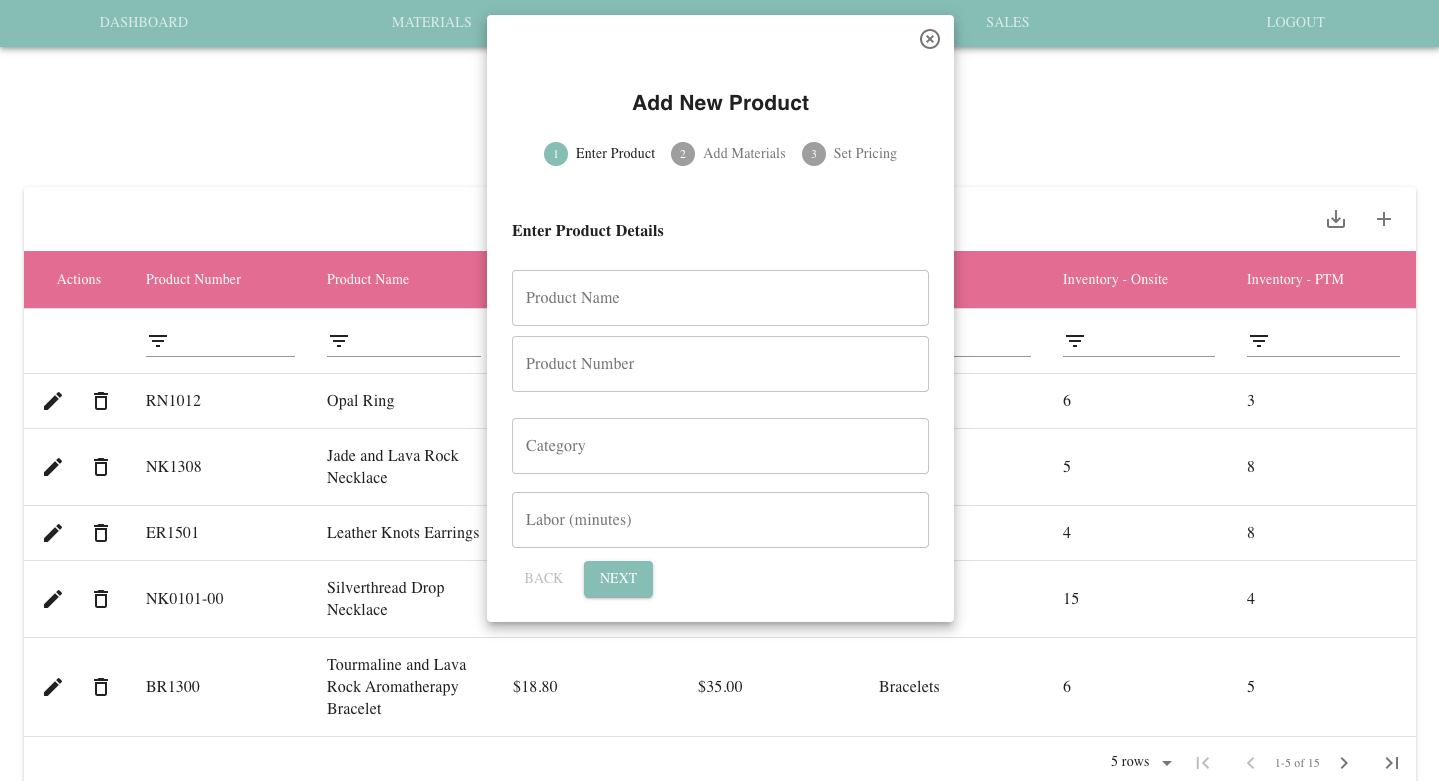 DASHBOARD
MATERIALS
SALES
LOGOUT
Add New Product
1 Enter Product 2 Add Materials 3 Set Pricing
Enter Product Details
Product Name
Product Number
Category
Labor (minutes)
BACK NEXT
Actions Product Number Product Name Inventory - Onsite Inventory - PTM
RN1012 Opal Ring 6 3
NK1308 Jade and Lava Rock
Necklace 5 8
ER1501 Leather Knots Earrings 4 8
NK0101-00 Silverthread Drop
Necklace 15 4
BR1300 Tourmaline and Lava
Rock Aromatherapy
Bracelet $18.80 $35.00 Bracelets 6 5
5 rows 1-5 of 15